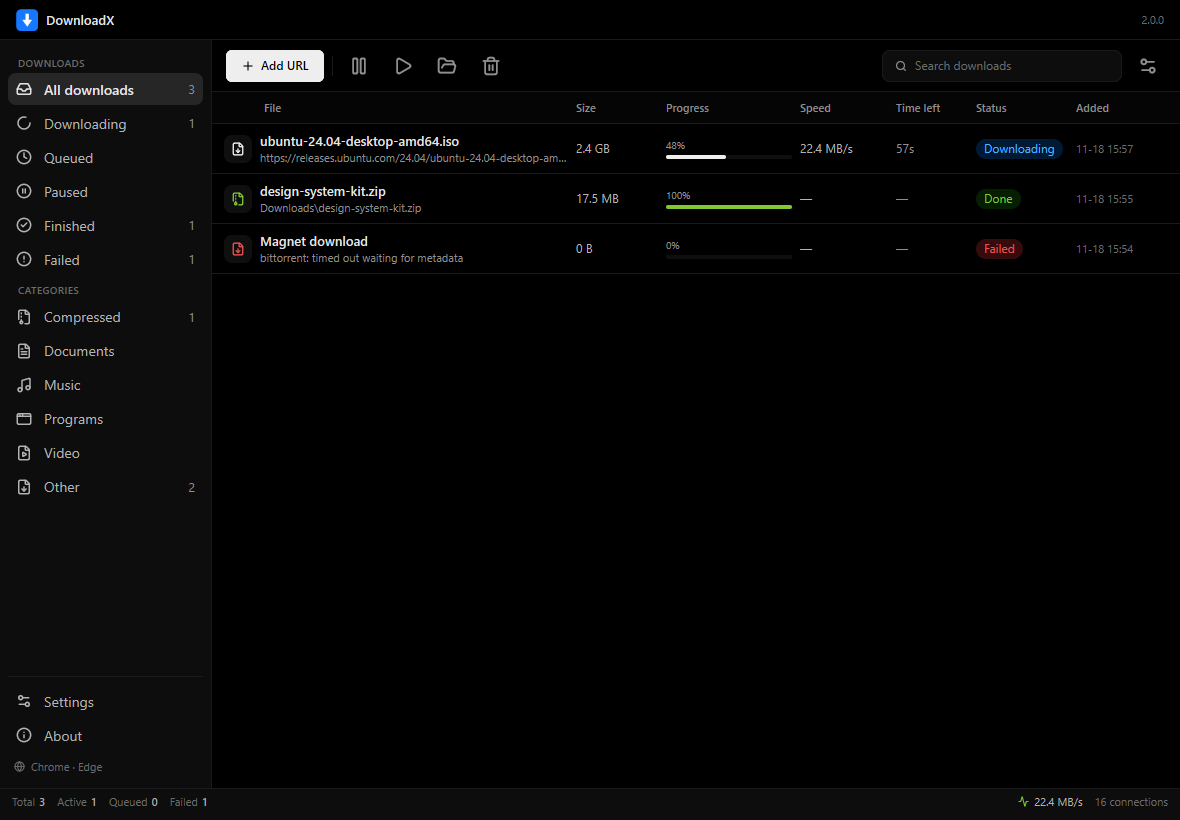 DownloadX
2.0.0
DOWNLOADS
All downloads 3
Downloading 1
Queued
Paused
Finished 1
Failed 1
CATEGORIES
Compressed 1
Documents
Music
Programs
Video
Other 2
Settings
About
Chrome · Edge
Add URL
Search downloads
File Size Progress Speed Time left Status Added
ubuntu-24.04-desktop-amd64.iso
https://releases.ubuntu.com/24.04/ubuntu-24.04-desktop-am...
2.4 GB 48% 22.4 MB/s 57s Downloading 11-18 15:57
design-system-kit.zip
Downloads\design-system-kit.zip
17.5 MB 100% — — Done 11-18 15:55
Magnet download
bittorrent: timed out waiting for metadata
0 B 0% — — Failed 11-18 15:54
Total 3 Active 1 Queued 0 Failed 1
22.4 MB/s 16 connections